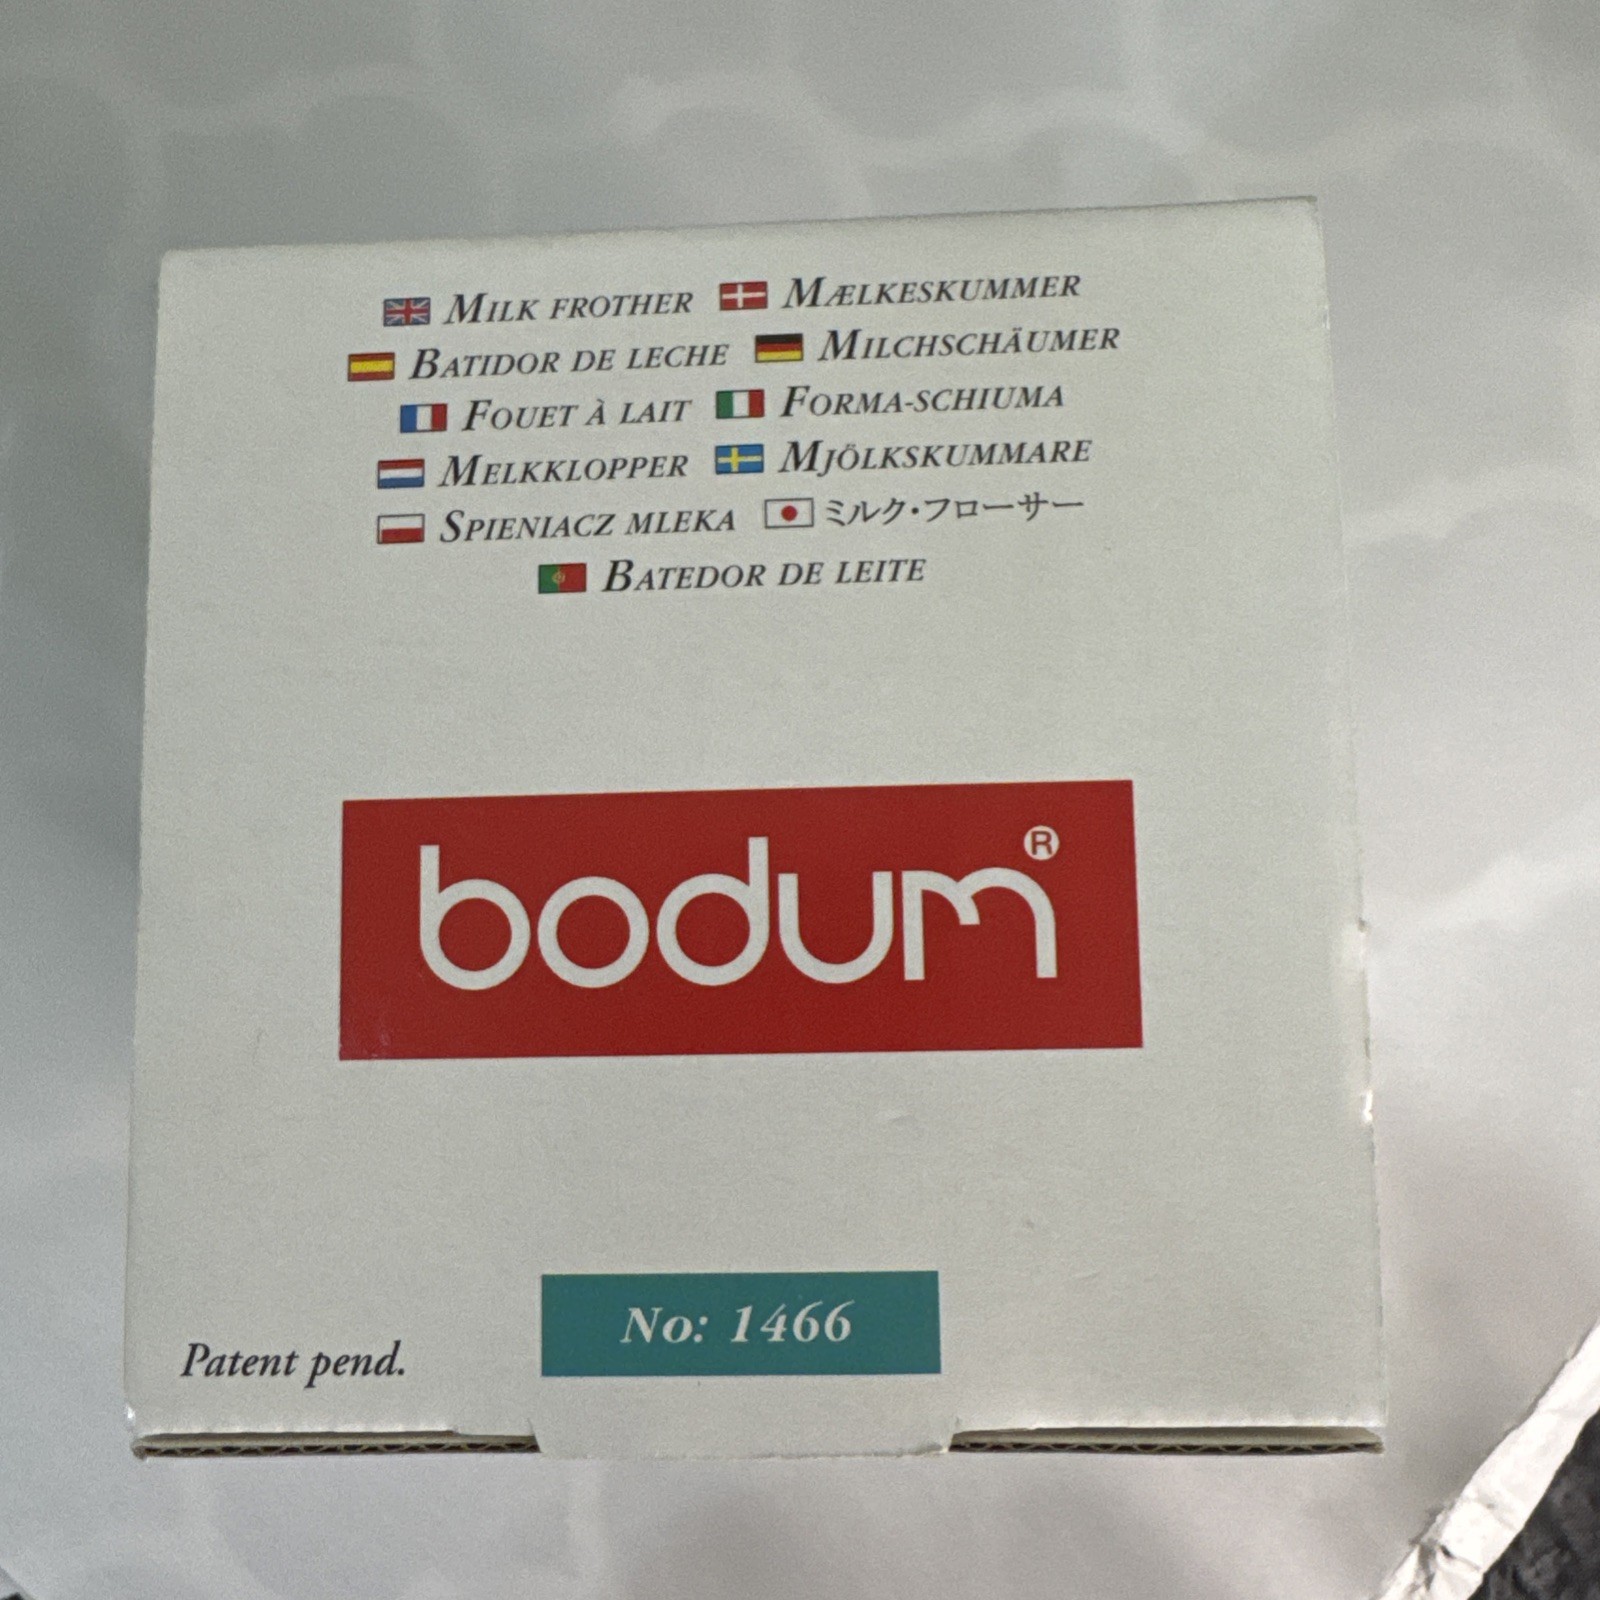 MILK FROTHER MÆLKESKUMMER
BATIDOR DE LECHE MILCHSCHÄUMER
FOUET À LAIT FORMA-SCHIUMA
MELKKLOPPER MJÖLKSKUMMARE
SPIENIACZ MLEKA ミルク・フローサー
BATEDOR DE LEITE
bodum®
No: 1466
Patent pend.